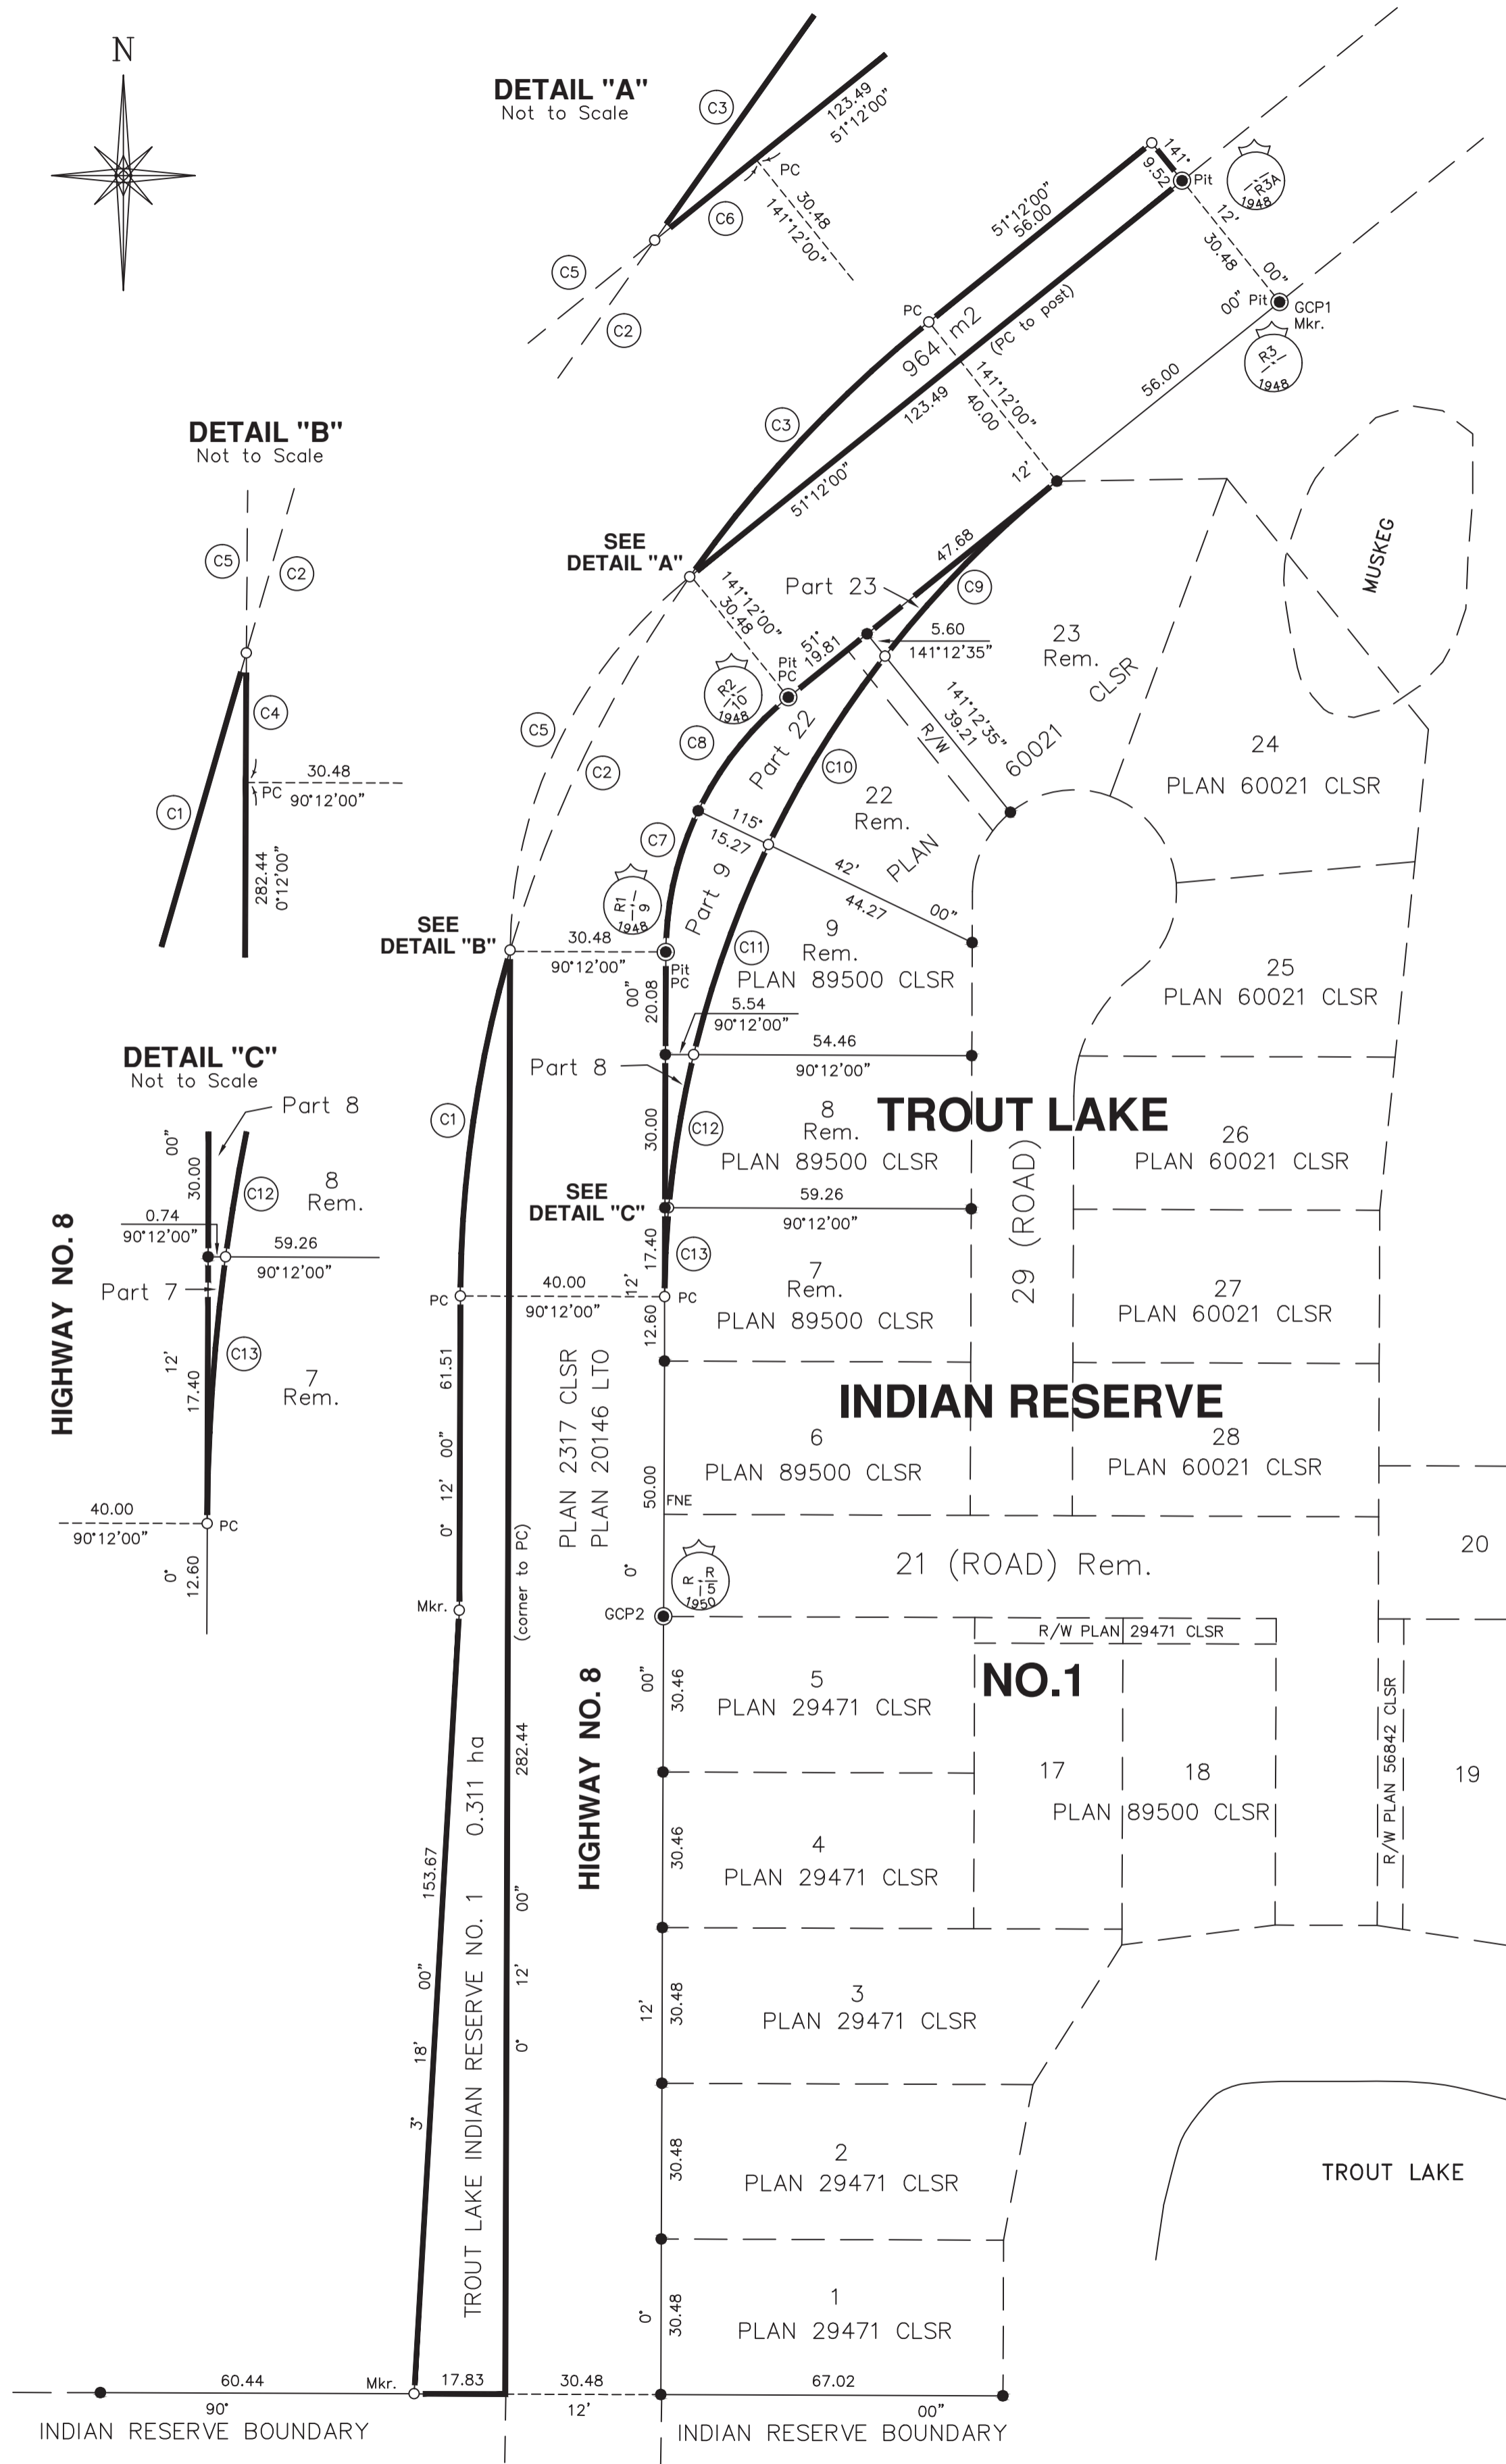 N
DETAIL "A"
Not to Scale
C3
123.49
51°12'00"
PC
C6
30.48
141°12'00"
C5
C2
141°
9.52
Pit
R3A
1948
12'
30.48
00"
51°12'00"
56.00
PC
964 m2
(PC to post)
00"
Pit
GCP1
Mkr.
R3
1948
C3
123.49
141°12'00"
40.00
56.00
51°12'00"
12'
DETAIL "B"
Not to Scale
C5
C2
C4
30.48
PC
90°12'00"
C1
282.44
0°12'00"
SEE
DETAIL "A"
141°12'00"
30.48
47.68
Part 23
C9
MUSKEG
51°
19.81
5.60
141°12'35"
23
Rem.
Pit
PC
R2
10
1948
C5
C8
C2
Part 22
C10
R/W
141°12'35"
39.21
PLAN
60021
CLSR
24
PLAN 60021 CLSR
22
Rem.
C7
115°
15.27
42'
44.27
00"
Part 9
R1
9
1948
SEE
DETAIL "B"
30.48
90°12'00"
Pit
PC
C11
9
Rem.
PLAN 89500 CLSR
25
PLAN 60021 CLSR
00"
20.08
5.54
90°12'00"
54.46
90°12'00"
DETAIL "C"
Not to Scale
Part 8
00"
30.00
C12
8
Rem.
0.74
90°12'00"
59.26
90°12'00"
Part 7
C13
12'
17.40
7
Rem.
40.00
90°12'00"
PC
0°
12.60
HIGHWAY NO. 8
Part 8
C1
30.00
C12
8
Rem.
PLAN 89500 CLSR
TROUT LAKE
26
PLAN 60021 CLSR
SEE
DETAIL "C"
59.26
90°12'00"
17.40
C13
12'
PC
40.00
90°12'00"
PC
12.60
7
Rem.
PLAN 89500 CLSR
29 (ROAD)
27
PLAN 60021 CLSR
61.51
0° 12' 00"
PLAN 2317 CLSR
PLAN 20146 LTO
INDIAN RESERVE
6
PLAN 89500 CLSR
28
PLAN 60021 CLSR
50.00
FNE
0°
21 (ROAD) Rem.
20
R R
5
1950
GCP2
Mkr.
(corner to PC)
R/W PLAN 29471 CLSR
NO.1
00"
30.46
5
PLAN 29471 CLSR
HIGHWAY NO. 8
17
18
PLAN 89500 CLSR
R/W PLAN 56842 CLSR
19
282.44
0° 12' 00"
TROUT LAKE INDIAN RESERVE NO. 1 0.311 ha
153.67
3° 18' 00"
30.46
4
PLAN 29471 CLSR
12'
30.48
3
PLAN 29471 CLSR
30.48
2
PLAN 29471 CLSR
TROUT LAKE
0°
30.48
1
PLAN 29471 CLSR
60.44
Mkr.
17.83
30.48
67.02
90°
12'
00"
INDIAN RESERVE BOUNDARY
INDIAN RESERVE BOUNDARY